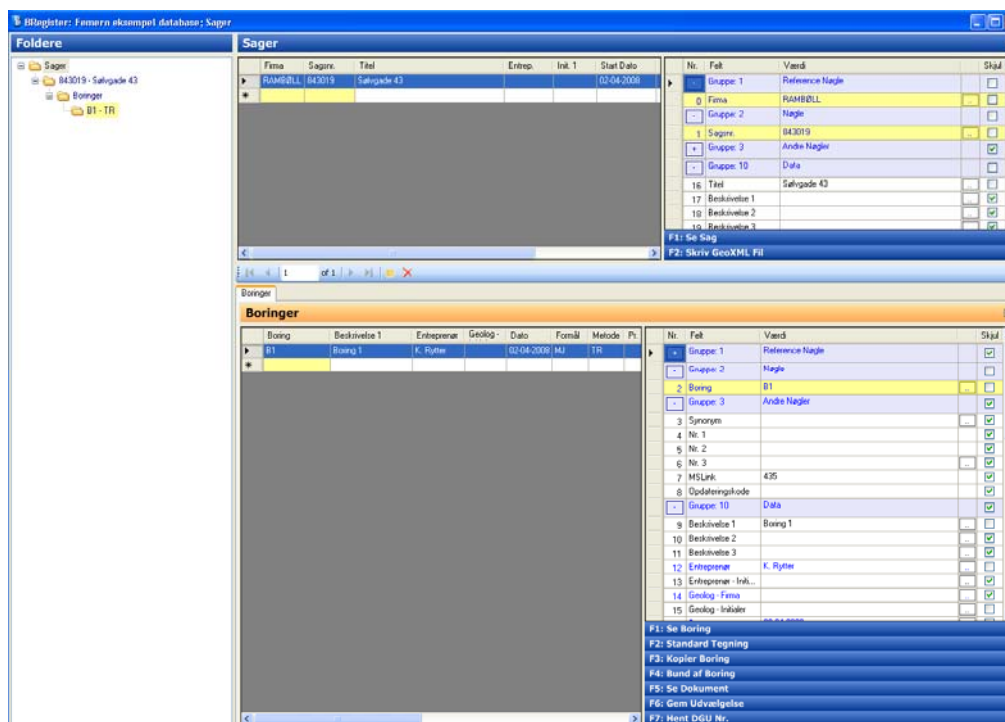 BRegister: Femern eksempel database; Sager
Foldere
Sager
843019 - Sølvgade 43
Boringer
B1 - TR
Sager
Firma Sagsnr. Titel Entrep. Init. 1 Start Dato
RAMBØLL 843019 Sølvgade 43 02-04-2008
Nr. Felt Skjul
Gruppe: 1 Reference Nøgle
0 Firma RAMBØLL ..
- Gruppe: 2 Nøgle
1 Sagsnr. 843019 ..
+ Gruppe: 3 Andre Nøgler
- Gruppe: 10 Data
16 Titel Sølvgade 43 ..
17 Beskrivelse 1 ..
18 Beskrivelse 2 ..
19 Beskrivelse 3
F1: Se Sag
F2: Skriv GeoXML Fil
1 of 1
Boringer
Boringer
Boring Beskrivelse 1 Entreprenør Geolog - Dato Formål Metode Pr.
B1 Boring 1 K. Rytter 02-04-2008 MJ TR
Nr. Felt Værdi Skjul
+ Gruppe: 1 Reference Nøgle
- Gruppe: 2 Nøgle
2 Boring B1 ..
- Gruppe: 3 Andre Nøgler
3 Synonym ..
4 Nr. 1
5 Nr. 2
6 Nr. 3 ..
7 MSLink 435
8 Opdateringskode
- Gruppe: 10 Data
9 Beskrivelse 1 Boring 1 ..
10 Beskrivelse 2 ..
11 Beskrivelse 3 ..
12 Entreprenør K. Rytter ..
13 Entreprenør - Initi... ..
14 Geolog - Firma ..
15 Geolog - Initialer ..
F1: Se Boring
F2: Standard Tegning
F3: Kopier Boring
F4: Bund af Boring
F5: Se Dokument
F6: Gem Udvælgelse
F7: Hent DGU Nr.